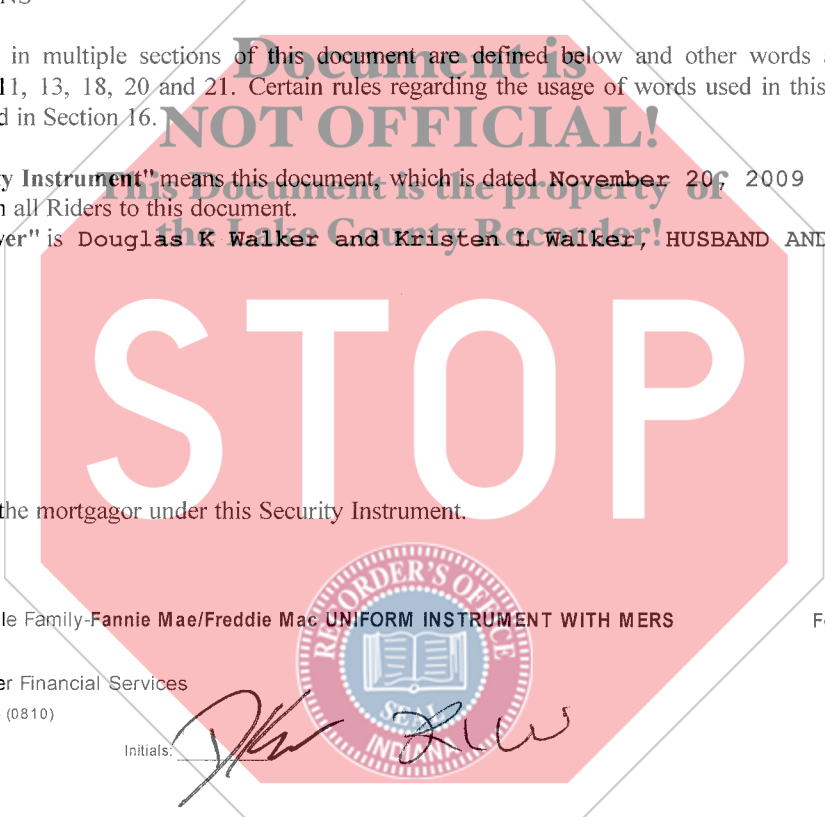 in multiple sections of this document are defined below and other words
11, 13, 18, 20 and 21. Certain rules regarding the usage of words used in this
d in Section 16.
Document is
NOT OFFICIAL!
This Document is the property of
the Lake County Recorder!
y Instrument" means this document, which is dated November 20, 2009
all Riders to this document.
er" is Douglas K Walker and Kristen L Walker, HUSBAND AND
STOP
the mortgagor under this Security Instrument.
RECORDER'S OFFICE
SEAL
INDIANA
le Family-Fannie Mae/Freddie Mac UNIFORM INSTRUMENT WITH MERS
er Financial Services
(0810)
Initials: DKW KLW